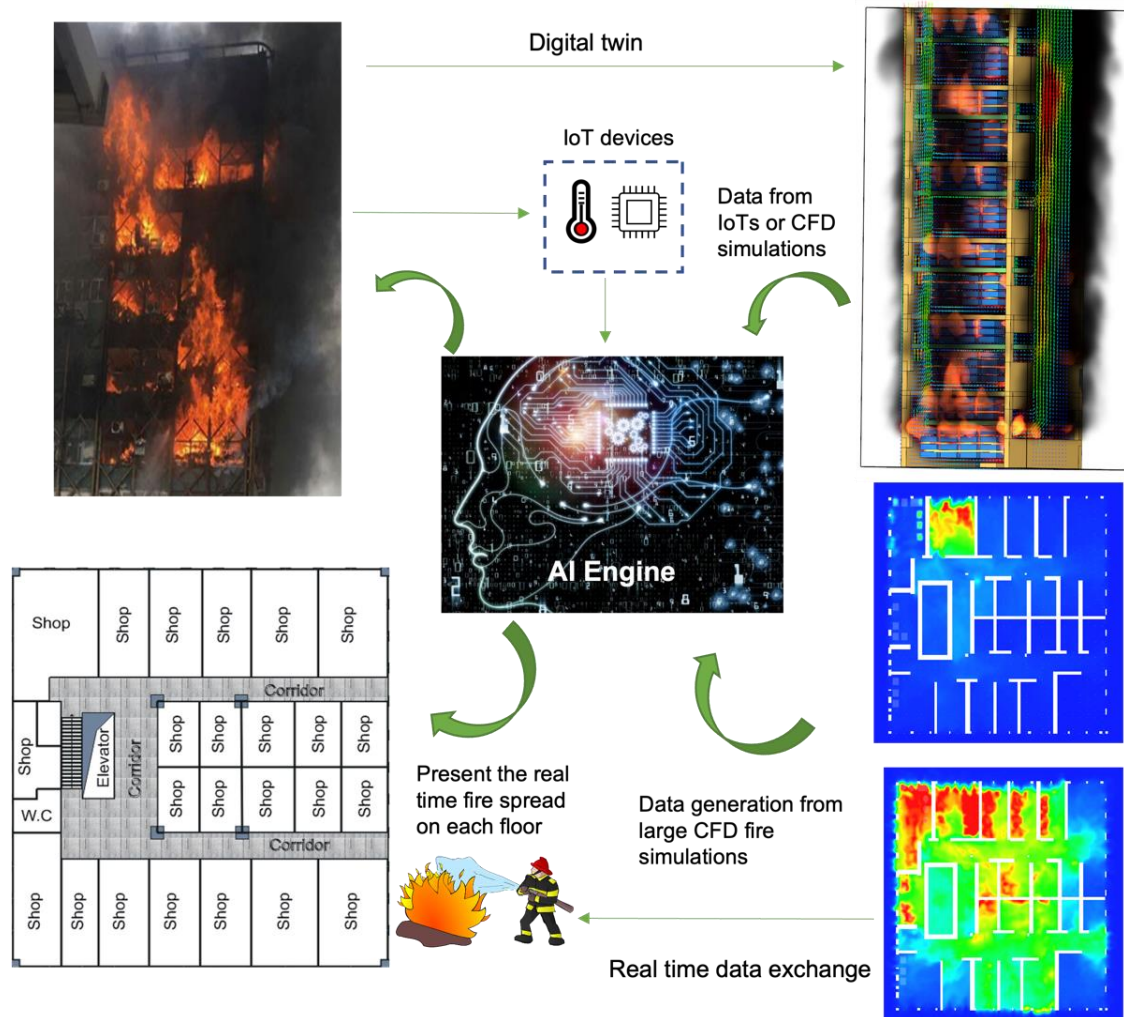 Digital twin
IoT devices
Data from
IoTs or CFD
simulations
AI Engine
Shop
Shop
Shop
Shop
Shop
Shop
Corridor
Shop
Shop
Shop
Shop
Shop
Shop
Elevator
Corridor
Shop
Shop
Shop
Shop
Shop
W.C
Corridor
Shop
Shop
Shop
Shop
Shop
Shop
Shop
Present the real
time fire spread
on each floor
Data generation from
large CFD fire
simulations
Real time data exchange